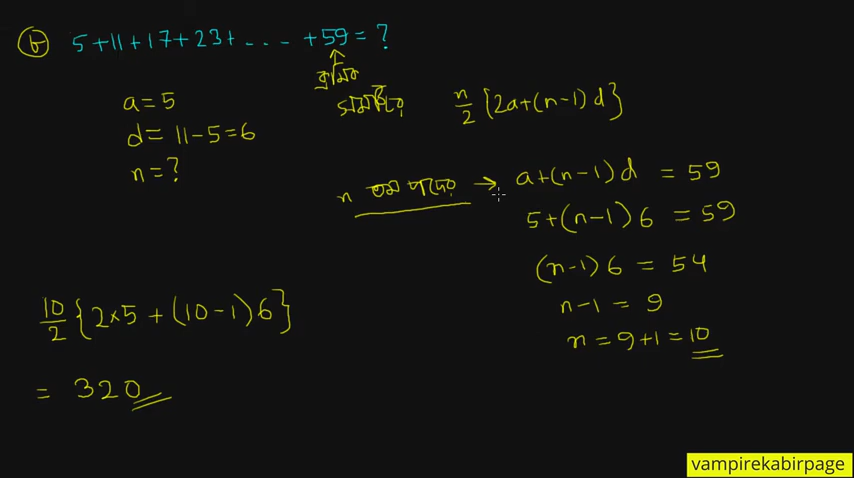 ৮ 5+11+17+23+ ... ... +59 = ?
a = 5
d = 11-5 = 6
n = ?
n/2 {2a+(n-1)d}
n তম পদের → a+(n-1)d = 59
5+(n-1)6 = 59
(n-1)6 = 54
n-1 = 9
n = 9+1 = 10
10/2 {2×5 + (10-1)6}
= 320
vampirekabirpage